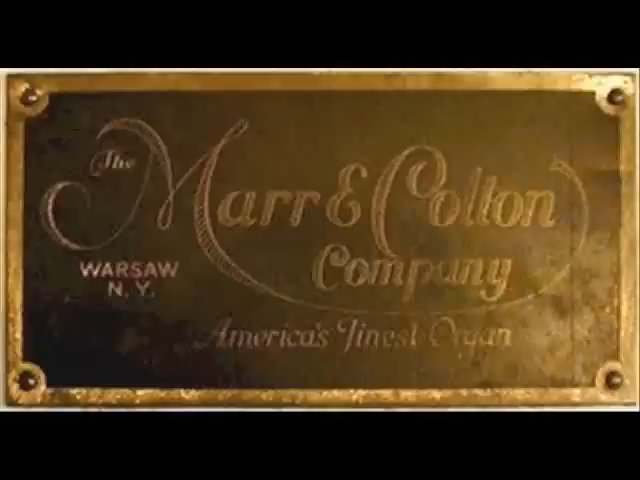 The Marr & Colton
Company
WARSAW
N. Y.
America's Finest Organ